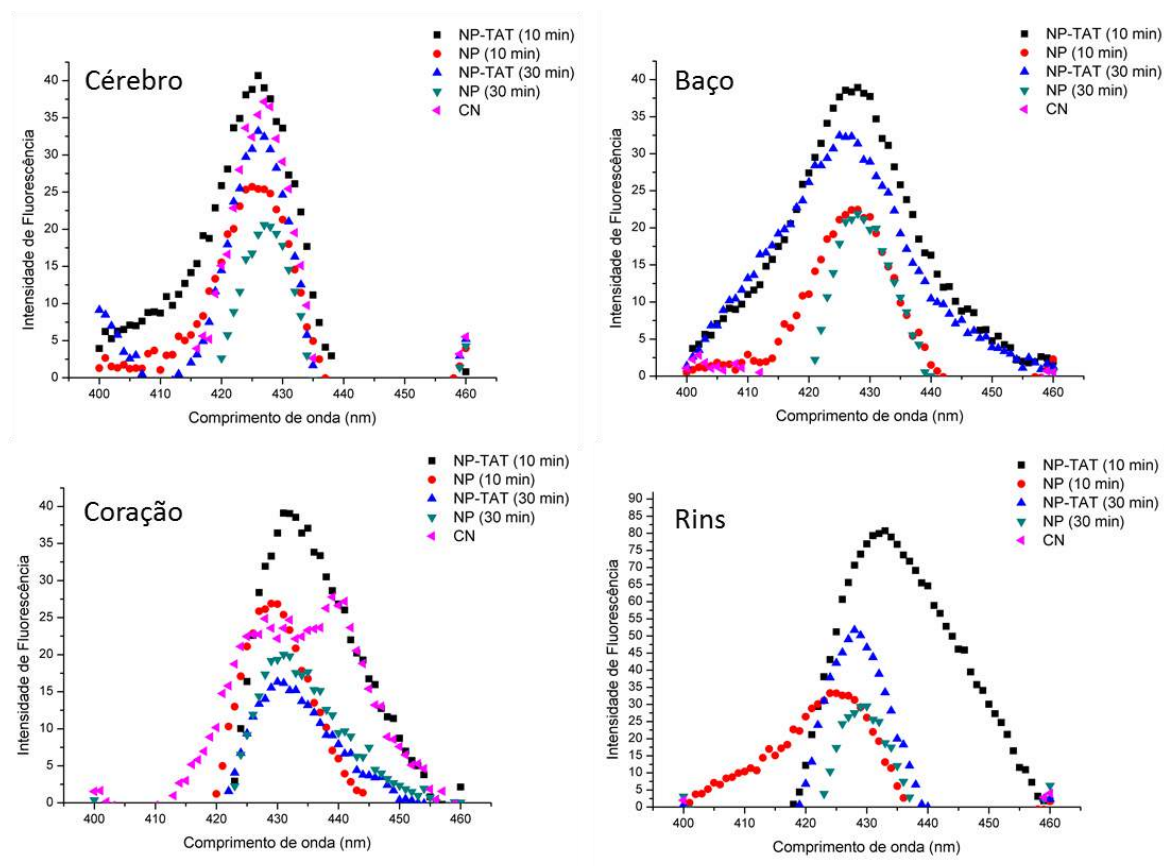 Cérebro
NP-TAT (10 min)
NP (10 min)
NP-TAT (30 min)
NP (30 min)
CN
Intensidade de Fluorescência
40
35
30
25
20
15
10
5
0
400 410 420 430 440 450 460
Comprimento de onda (nm)
Baço
NP-TAT (10 min)
NP (10 min)
NP-TAT (30 min)
NP (30 min)
CN
Intensidade de Fluorescência
40
35
30
25
20
15
10
5
0
400 410 420 430 440 450 460
Comprimento de onda (nm)
Coração
NP-TAT (10 min)
NP (10 min)
NP-TAT (30 min)
NP (30 min)
CN
Intensidade de Fluorescência
40
35
30
25
20
15
10
5
0
400 410 420 430 440 450 460
Comprimento de onda (nm)
Rins
NP-TAT (10 min)
NP (10 min)
NP-TAT (30 min)
NP (30 min)
CN
Intensidade de Fluorescência
90
85
80
75
70
65
60
55
50
45
40
35
30
25
20
15
10
5
0
400 410 420 430 440 450 460
Comprimento de onda (nm)